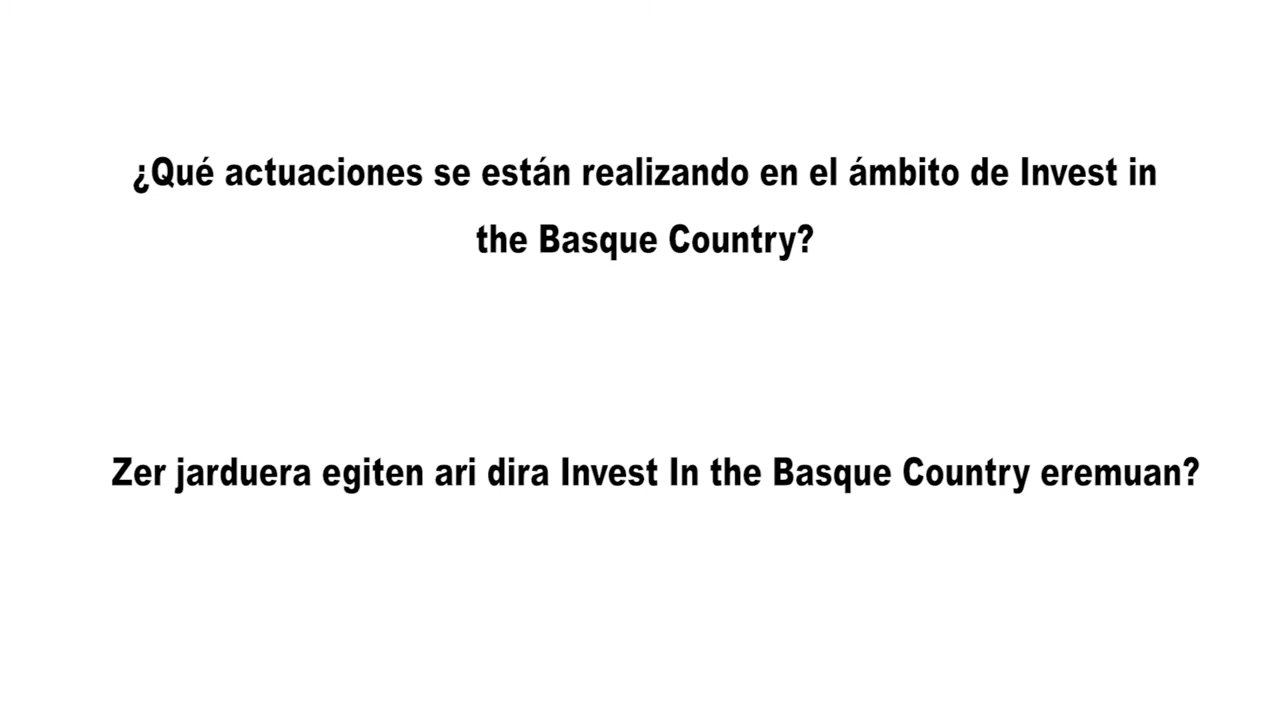 ¿Qué actuaciones se están realizando en el ámbito de Invest in
the Basque Country?
Zer jarduera egiten ari dira Invest In the Basque Country eremuan?